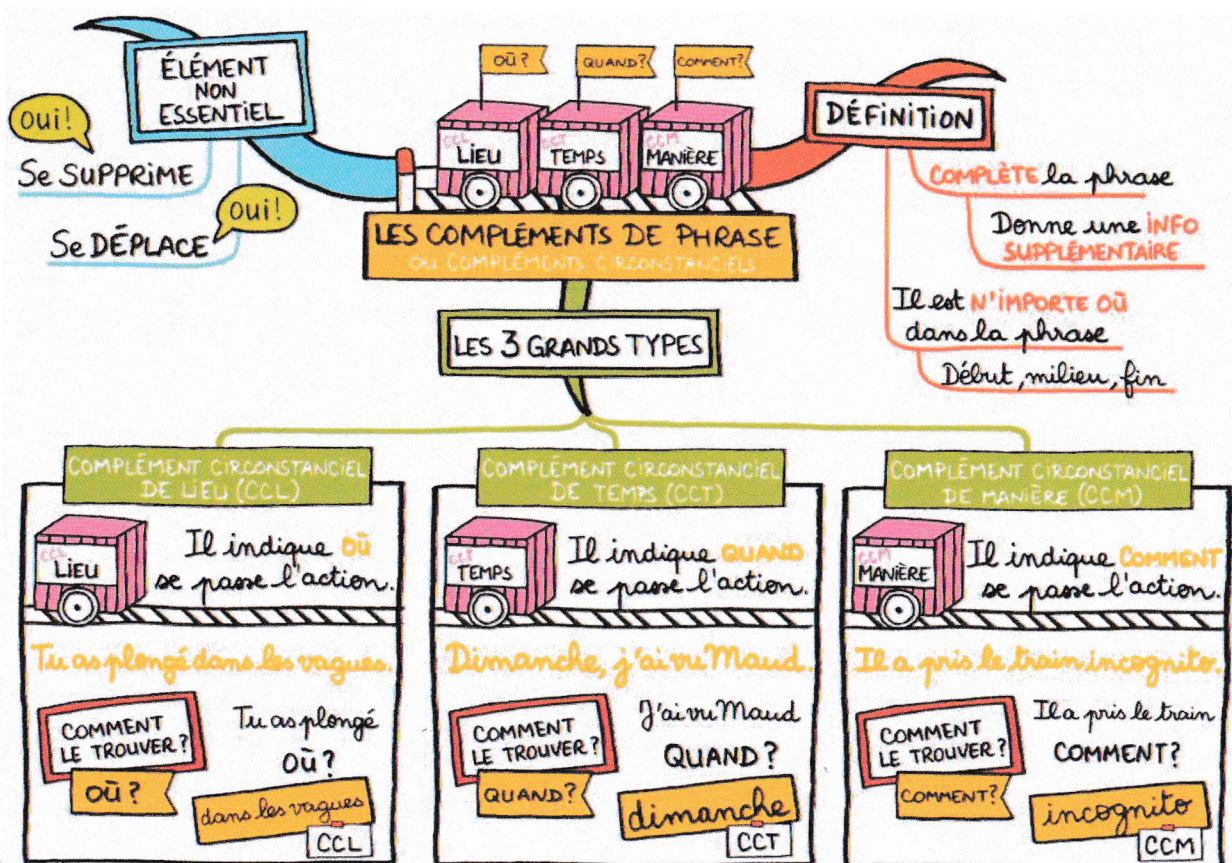 OÙ?
QUAND?
COMMENT?
CCL
LIEU
CCT
TEMPS
CCM
MANIÈRE
LES COMPLÉMENTS DE PHRASE
OU COMPLÉMENTS CIRCONSTANCIELS
ÉLÉMENT
NON
ESSENTIEL
OUI!
Se SUPPRIME
OUI!
Se DÉPLACE
DÉFINITION
COMPLÈTE la phrase
Donne une INFO
SUPPLÉMENTAIRE
Il est N'IMPORTE OÙ
dans la phrase
Début, milieu, fin
LES 3 GRANDS TYPES
COMPLÉMENT CIRCONSTANCIEL
DE LIEU (CCL)
CCL
LIEU
Il indique OÙ
se passe l'action.
Tu as plongé dans les vagues.
COMMENT
LE TROUVER?
OÙ?
Tu as plongé
OÙ?
dans les vagues
CCL
COMPLÉMENT CIRCONSTANCIEL
DE TEMPS (CCT)
CCT
TEMPS
Il indique QUAND
se passe l'action.
Dimanche, j'ai vu Maud.
COMMENT
LE TROUVER?
QUAND?
J'ai vu Maud
QUAND?
dimanche
CCT
COMPLÉMENT CIRCONSTANCIEL
DE MANIÈRE (CCM)
CCM
MANIÈRE
Il indique COMMENT
se passe l'action.
Il a pris le train incognito.
COMMENT
LE TROUVER?
COMMENT?
Il a pris le train
COMMENT?
incognito
CCM